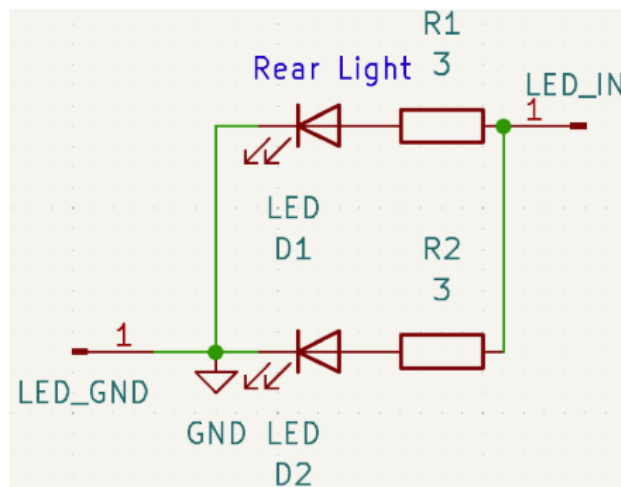 R1
3
Rear Light
LED_IN
1
LED
D1
R2
3
1
LED_GND
GND
LED
D2